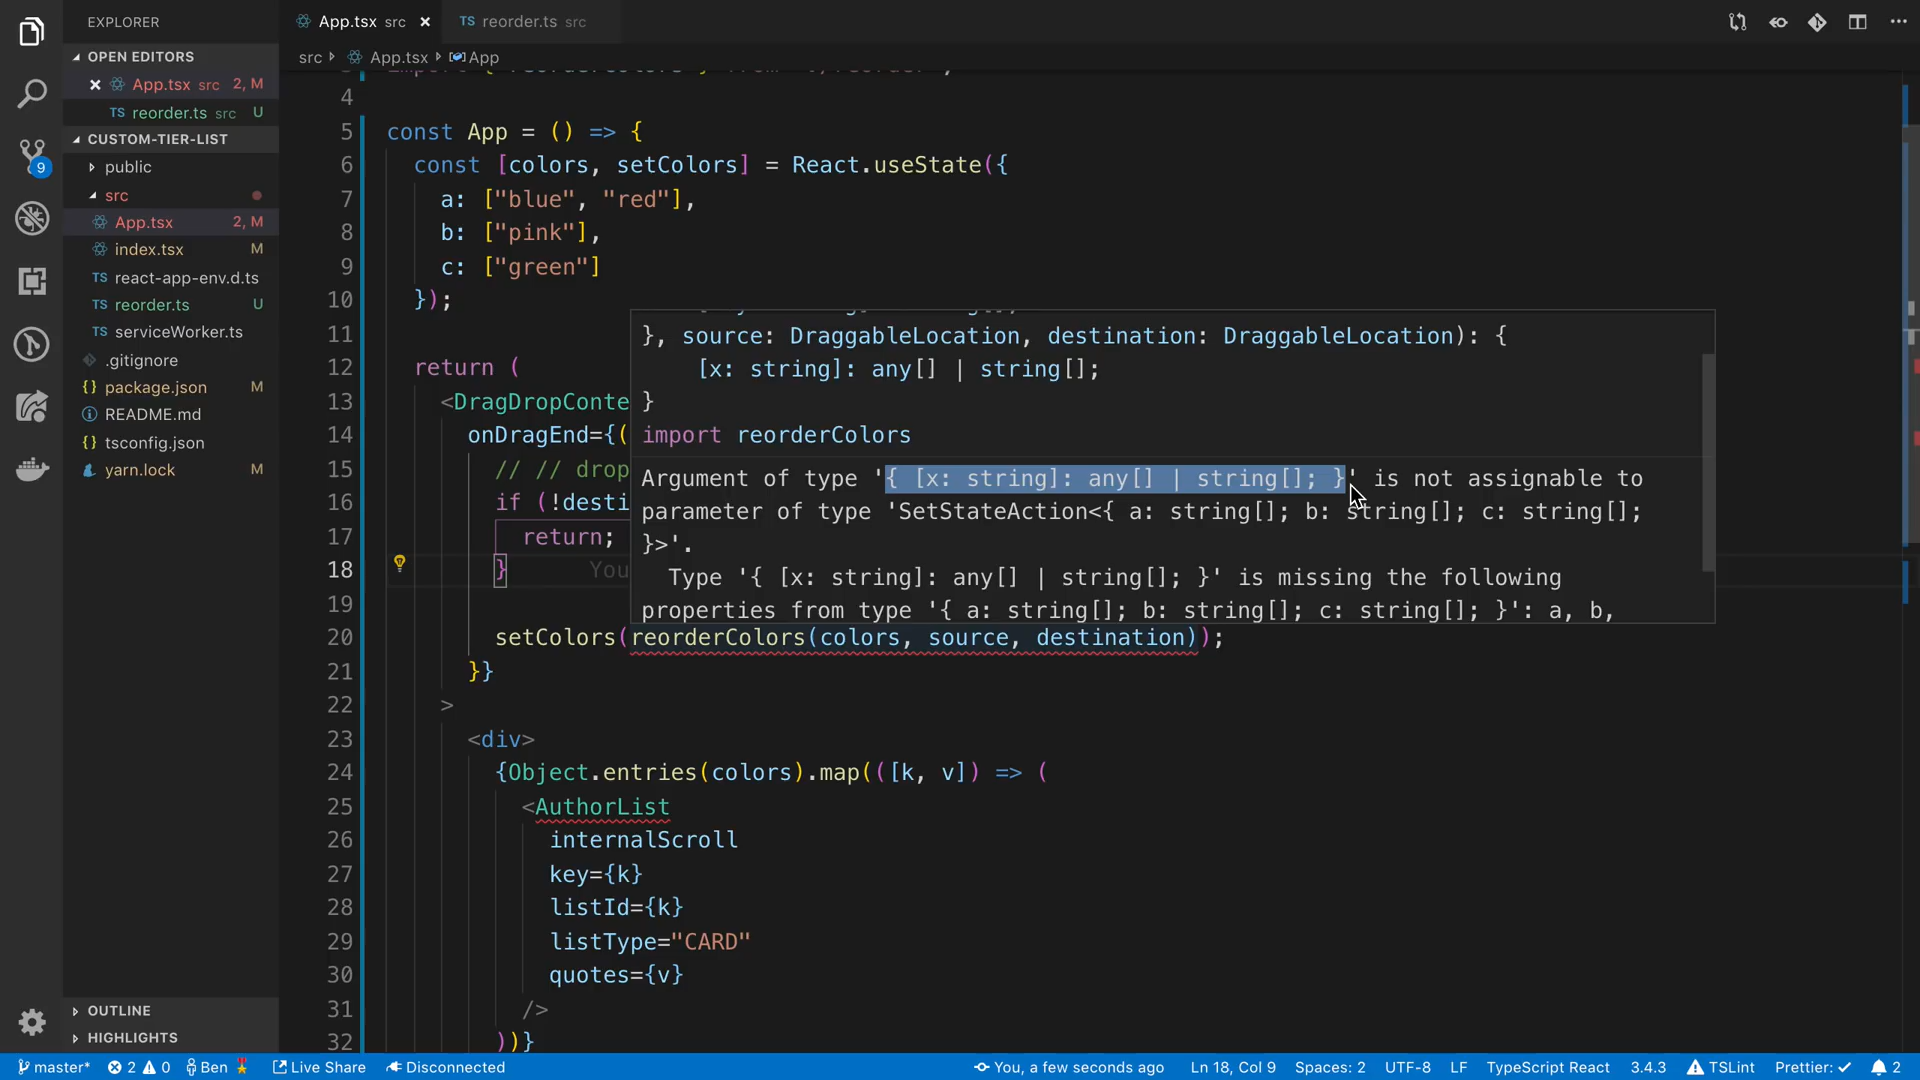 EXPLORER
OPEN EDITORS
App.tsx src 2, M
TS reorder.ts src U
CUSTOM-TIER-LIST
public
src
App.tsx 2, M
index.tsx M
TS react-app-env.d.ts
TS reorder.ts U
TS serviceWorker.ts
.gitignore
{} package.json M
README.md
tsconfig.json
yarn.lock M
9
OUTLINE
HIGHLIGHTS
App.tsx src
TS reorder.ts src
src App.tsx App
4
5 const App = () => {
6 const [colors, setColors] = React.useState({
7 a: ["blue", "red"],
8 b: ["pink"],
9 c: ["green"]
10 });
11
12 return (
13 <DragDropConte
14 onDragEnd={(
15 // // drop
16 if (!desti
17 return;
18 } You
19
20 setColors(reorderColors(colors, source, destination));
21 }}
22 >
23 <div>
24 {Object.entries(colors).map(([k, v]) => (
25 <AuthorList
26 internalScroll
27 key={k}
28 listId={k}
29 listType="CARD"
30 quotes={v}
31 />
32 ))}
}, source: DraggableLocation, destination: DraggableLocation): {
[x: string]: any[] | string[];
}
import reorderColors
Argument of type '{ [x: string]: any[] | string[]; }' is not assignable to
parameter of type 'SetStateAction<{ a: string[]; b: string[]; c: string[];
}>'.
Type '{ [x: string]: any[] | string[]; }' is missing the following
properties from type '{ a: string[]; b: string[]; c: string[]; }': a, b,
master* 2 0 Ben Live Share Disconnected You, a few seconds ago Ln 18, Col 9 Spaces: 2 UTF-8 LF TypeScript React 3.4.3 TSLint Prettier: ✓ 2